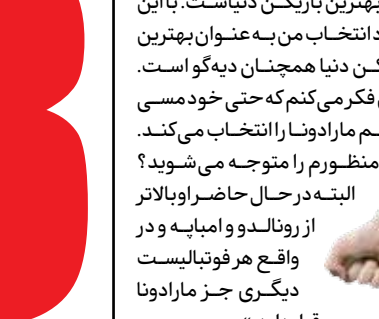 بهترین بازیکن دنیاست. با این
انتخاب من به عنوان بهترین
دنیا همچنان دیه‌گو است.
فکر می‌کنم که حتی خود مسی
مارادونا را انتخاب می‌کند.
منظورم را متوجه می‌شوید؟
البته در حال حاضر او بالاتر
از رونالدو و امباپه و در
واقع هر فوتبالیست
دیگری جز مارادونا